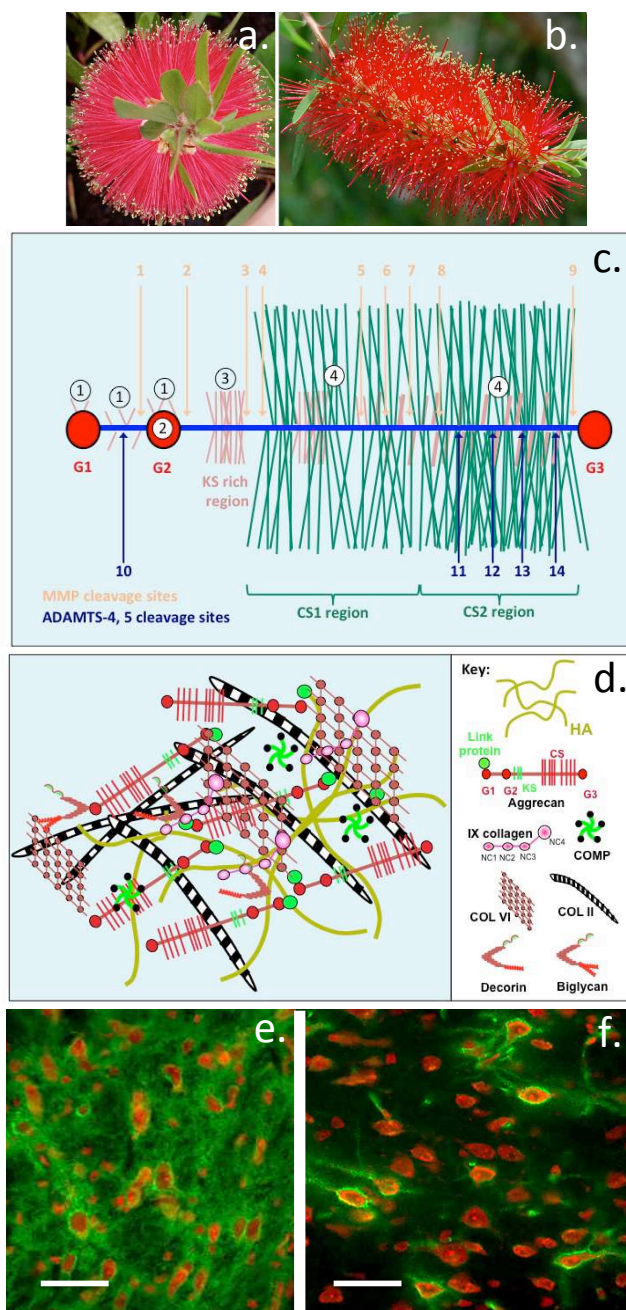 a.
b.
c.
1 2 3 4 5 6 7 8 9
1 1 1 3 4 4
2
G1 G2 G3
KS rich
region
10 11 12 13 14
MMP cleavage sites
ADAMTS-4, 5 cleavage sites
CS1 region CS2 region
d.
Key:
HA
Link
protein
CS
G1 G2 KS G3
Aggrecan
IX collagen
NC4
NC1 NC2 NC3
COMP
COL VI
COL II
Decorin
Biglycan
e.
f.